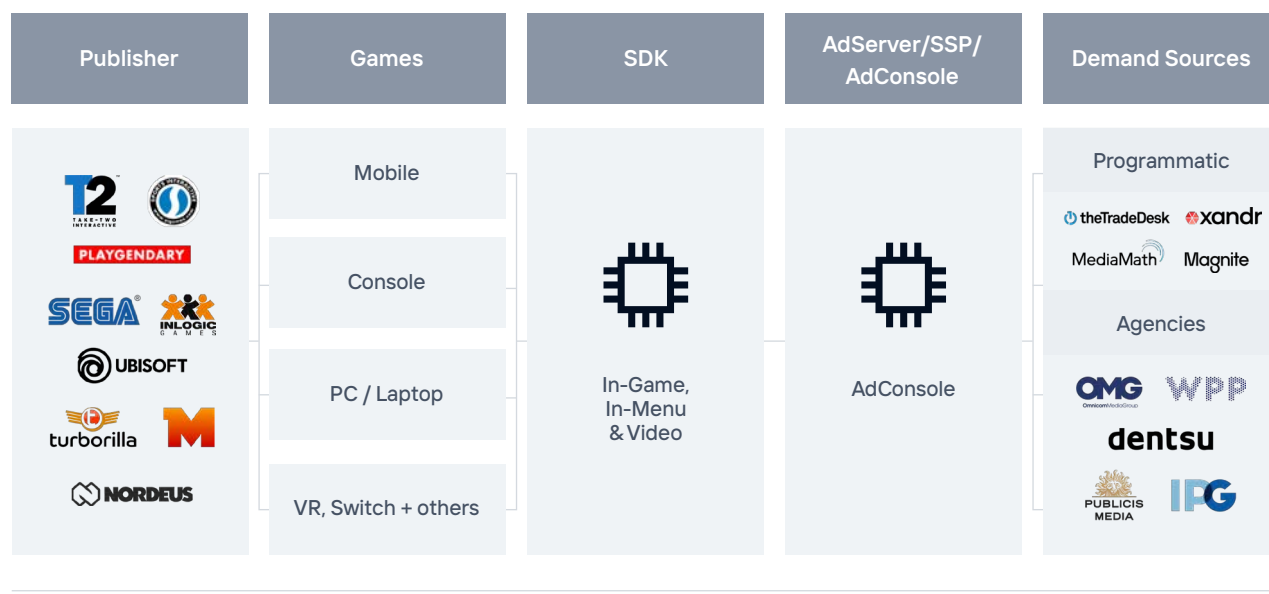 Publisher
Games
SDK
AdServer/SSP/
AdConsole
Demand Sources
T2
TAKE-TWO
INTERACTIVE
PLAYGENDARY
SEGA
INLOGIC
GAMES
UBISOFT
turborilla
M
NORDEUS
Mobile
Console
PC / Laptop
VR, Switch + others
In-Game,
In-Menu
& Video
AdConsole
Programmatic
theTradeDesk
xandr
MediaMath
Magnite
Agencies
OMG
OmnicomMediaGroup
WPP
dentsu
PUBLICIS
MEDIA
IPG